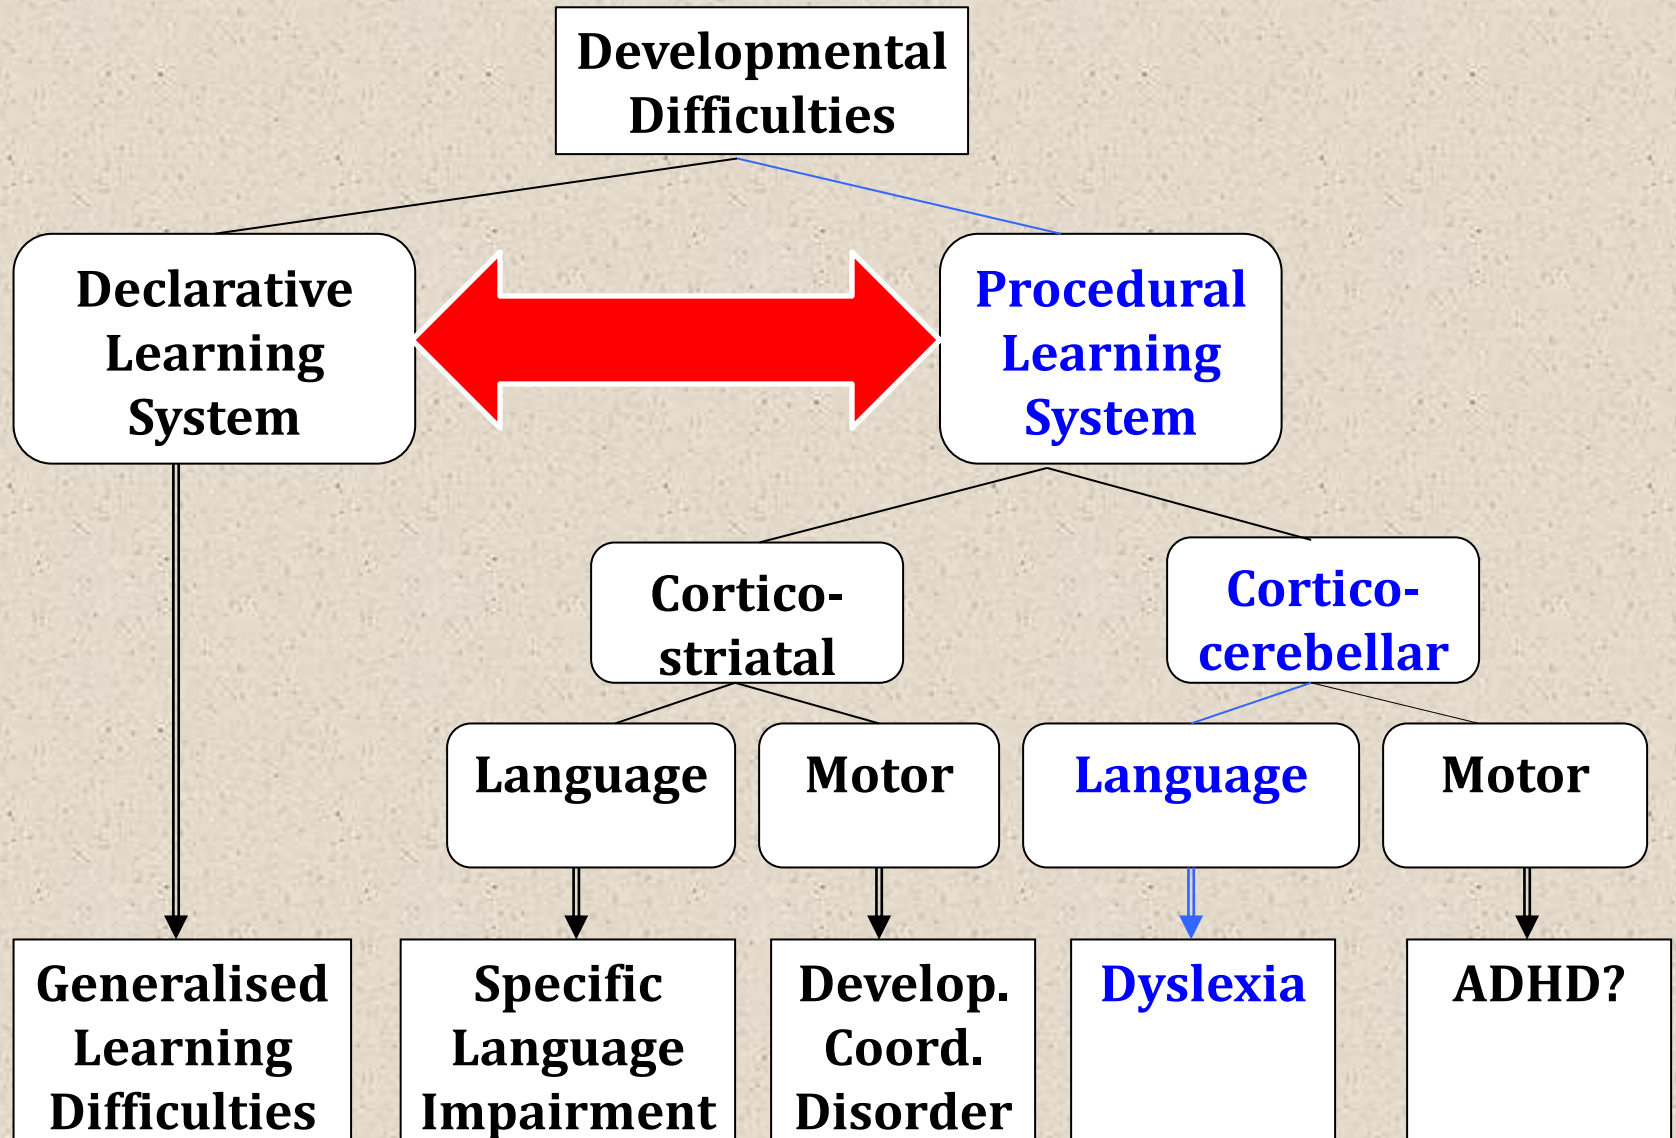 Developmental
Difficulties
Declarative
Learning
System
Procedural
Learning
System
Cortico-
striatal
Cortico-
cerebellar
Language
Motor
Language
Motor
Generalised
Learning
Difficulties
Specific
Language
Impairment
Develop.
Coord.
Disorder
Dyslexia
ADHD?